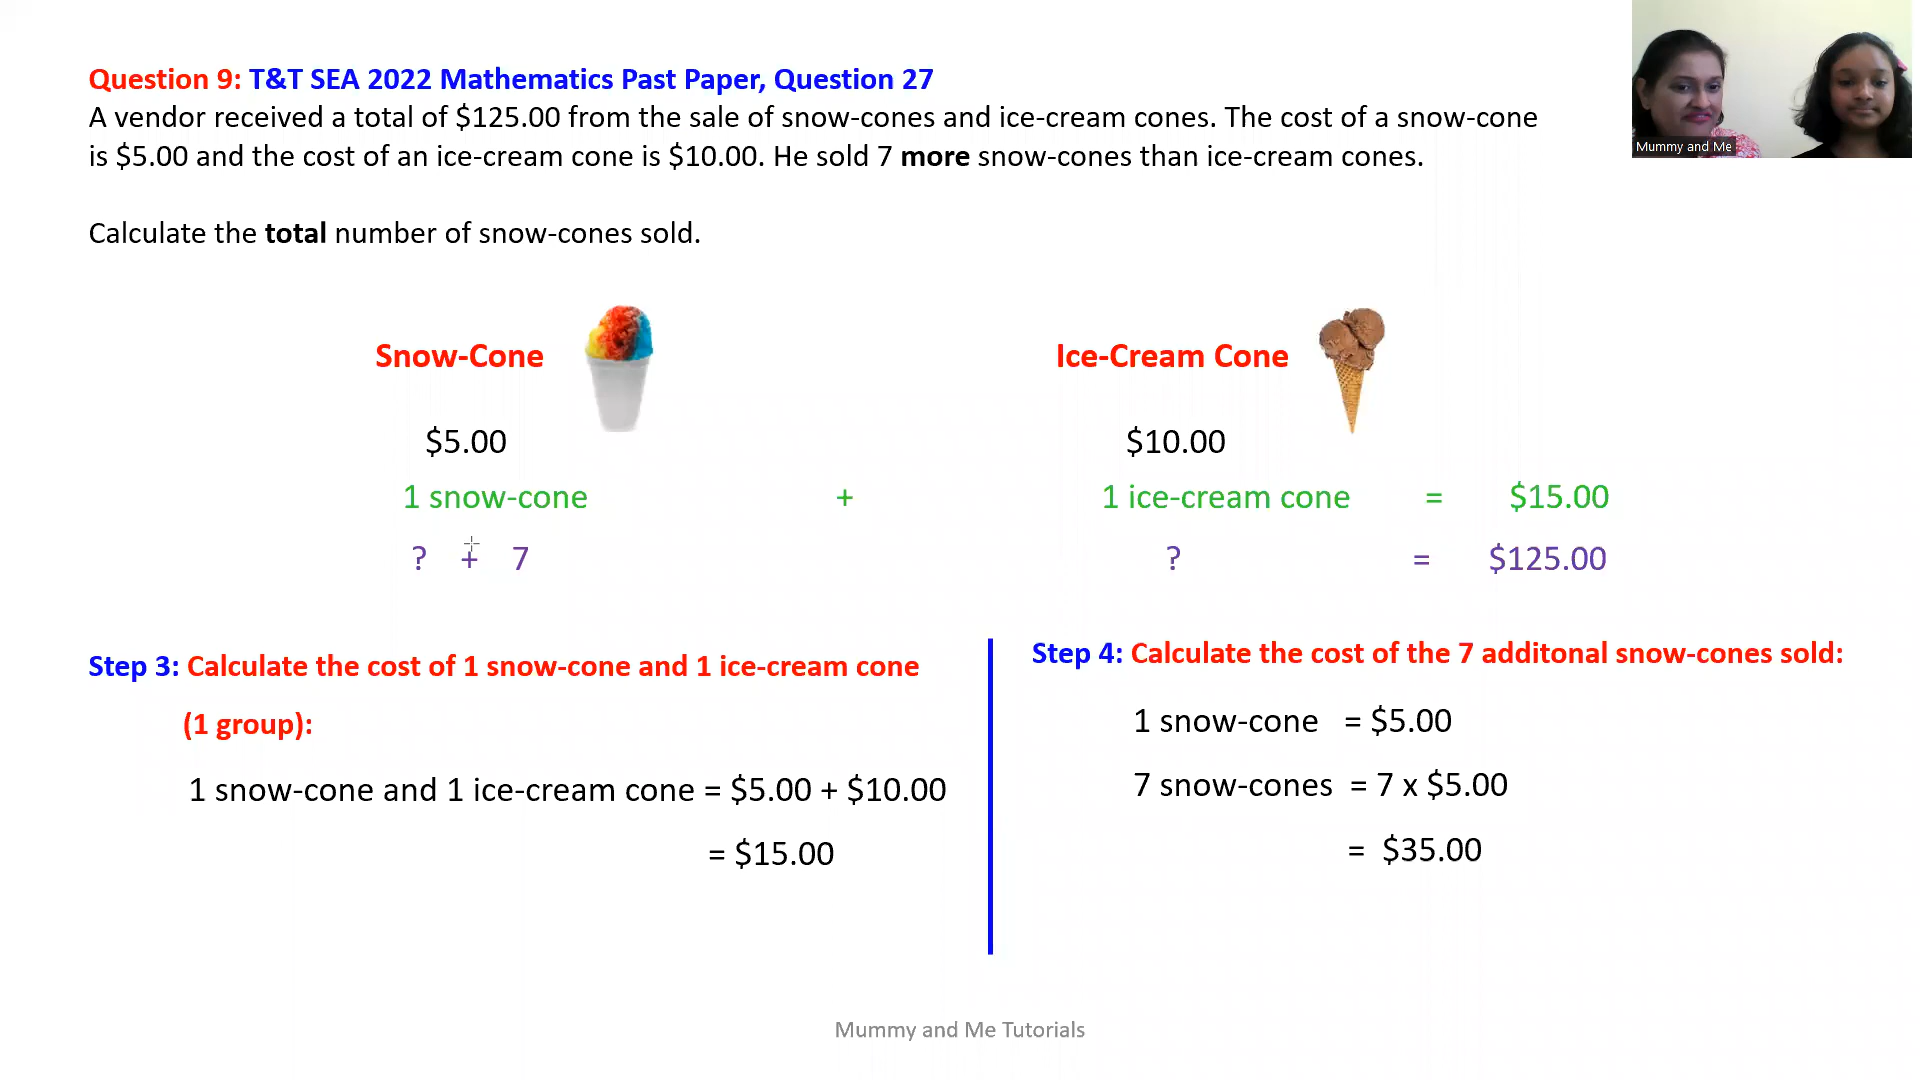 Question 9: T&T SEA 2022 Mathematics Past Paper, Question 27
A vendor received a total of $125.00 from the sale of snow-cones and ice-cream cones. The cost of a snow-cone
is $5.00 and the cost of an ice-cream cone is $10.00. He sold 7 more snow-cones than ice-cream cones.
Mummy and Me
Calculate the total number of snow-cones sold.
Snow-Cone
Ice-Cream Cone
$5.00
$10.00
1 snow-cone + 1 ice-cream cone = $15.00
? + 7 ? = $125.00
Step 3: Calculate the cost of 1 snow-cone and 1 ice-cream cone
(1 group):
1 snow-cone and 1 ice-cream cone = $5.00 + $10.00
= $15.00
Step 4: Calculate the cost of the 7 additonal snow-cones sold:
1 snow-cone = $5.00
7 snow-cones = 7 x $5.00
= $35.00
Mummy and Me Tutorials